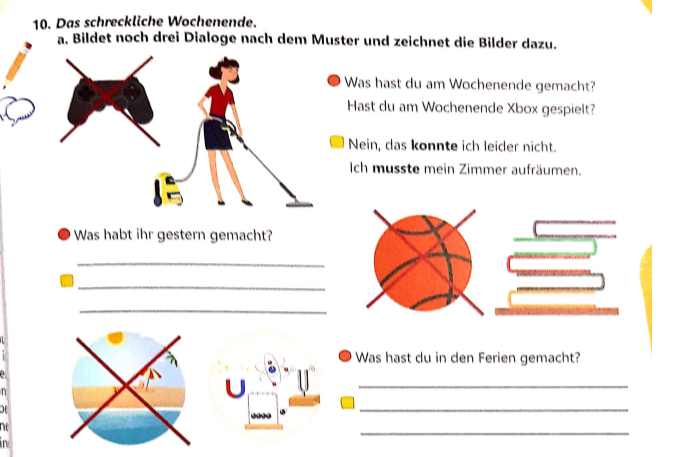 10. Das schreckliche Wochenende.
a. Bildet noch drei Dialoge nach dem Muster und zeichnet die Bilder dazu.
Was hast du am Wochenende gemacht?
Hast du am Wochenende Xbox gespielt?
Nein, das konnte ich leider nicht.
Ich musste mein Zimmer aufräumen.
Was habt ihr gestern gemacht?
Was hast du in den Ferien gemacht?